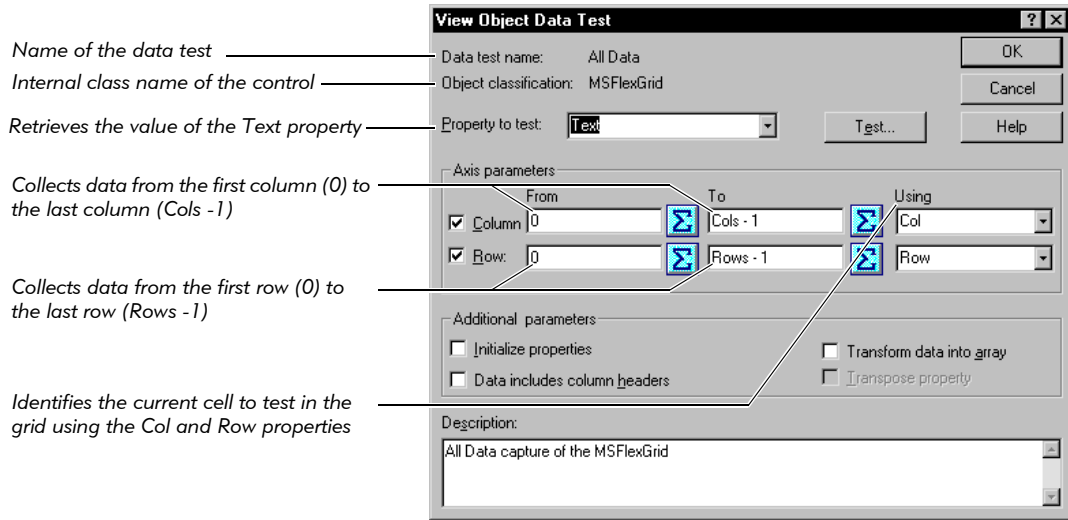 View Object Data Test
Name of the data test
Data test name: All Data
OK
Internal class name of the control
Object classification: MSFlexGrid
Cancel
Retrieves the value of the Text property
Property to test: Text
Test...
Help
Axis parameters
Collects data from the first column (0) to
the last column (Cols -1)
From To Using
Column 0 Σ Cols - 1 Σ Col
Row: 0 Σ Rows - 1 Σ Row
Collects data from the first row (0) to
the last row (Rows -1)
Additional parameters
Initialize properties
Transform data into array
Data includes column headers
Transpose property
Identifies the current cell to test in the
grid using the Col and Row properties
Description:
All Data capture of the MSFlexGrid